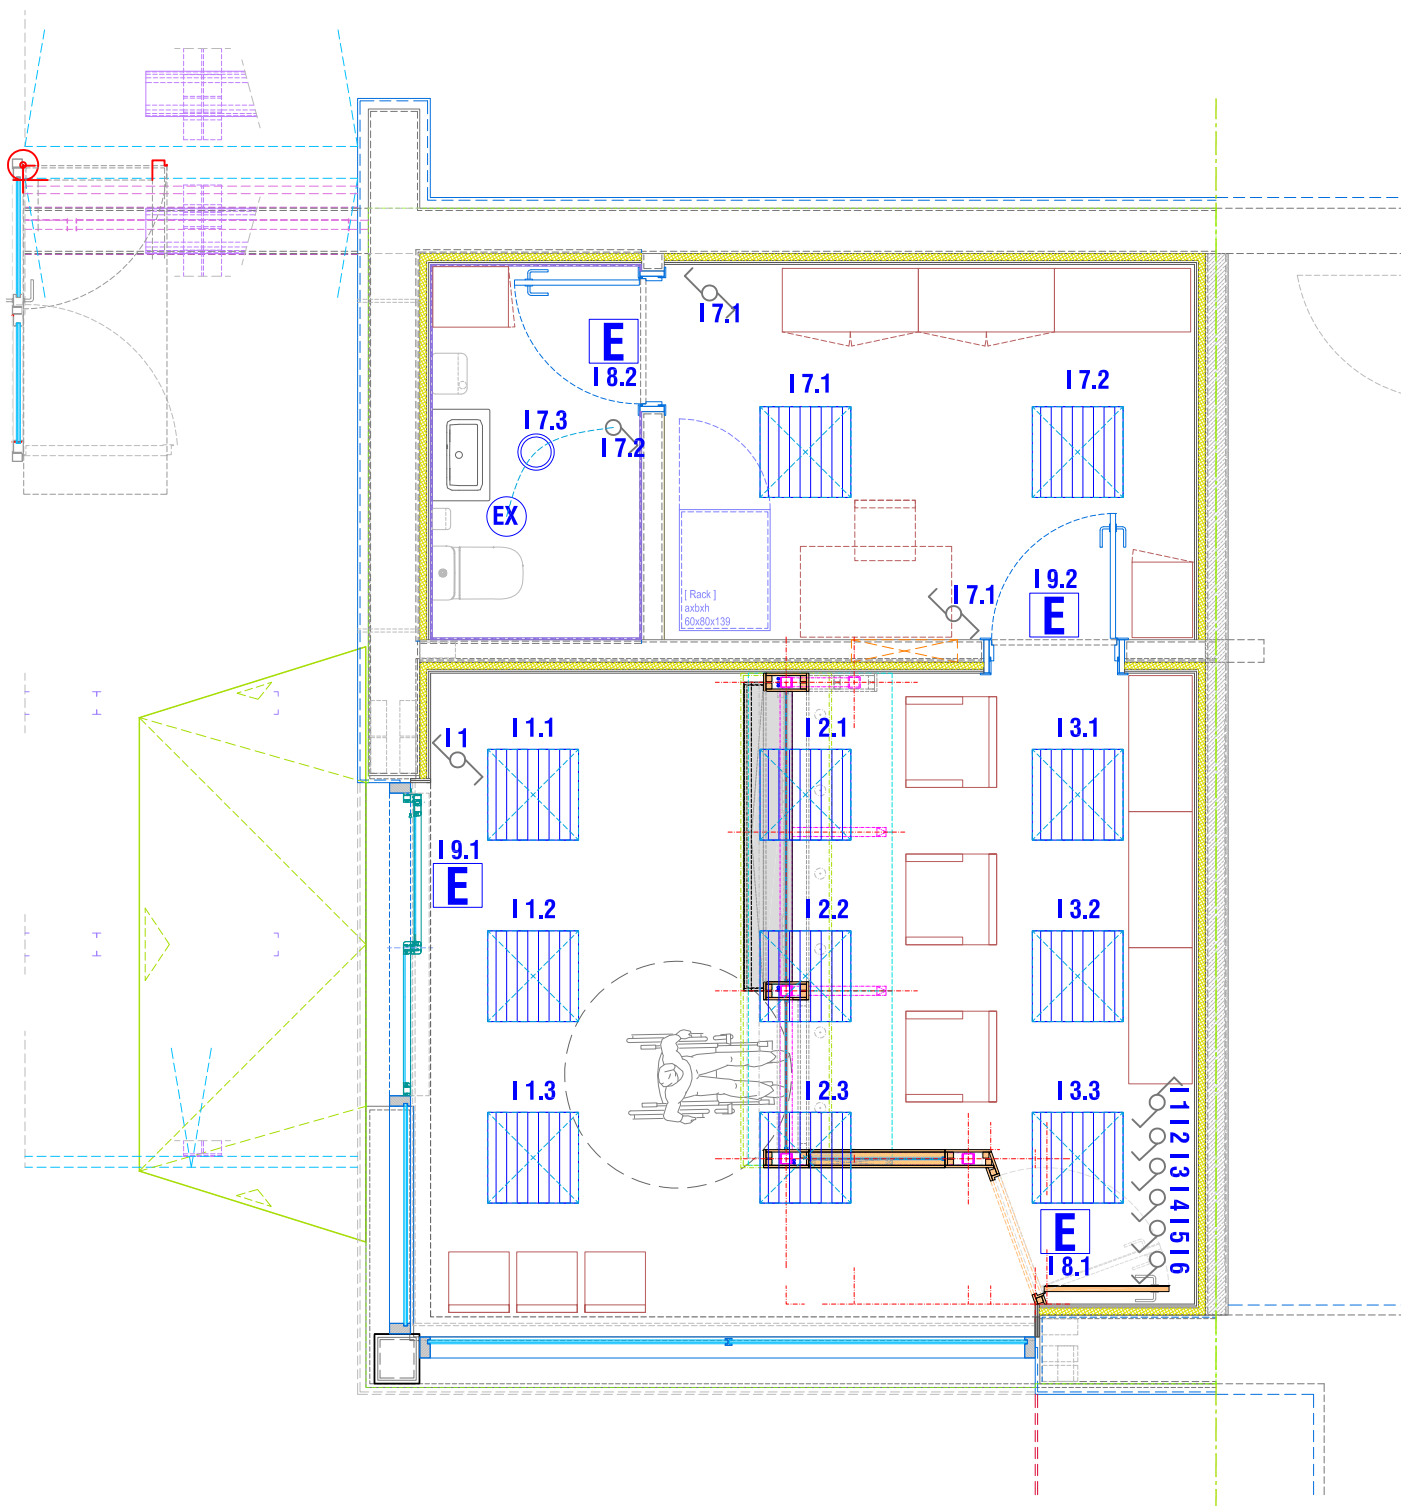 I 7.1
E
I 8.2
I 7.1
I 7.2
I 7.3
I 7.2
EX
[ Rack ]
axbxh
60x80x139
I 7.1
I 9.2
E
I 1
I 1.1
I 2.1
I 3.1
I 9.1
E
I 1.2
I 2.2
I 3.2
I 1.3
I 2.3
I 3.3
I 1
I 2
I 3
I 4
I 5
I 6
E
I 8.1